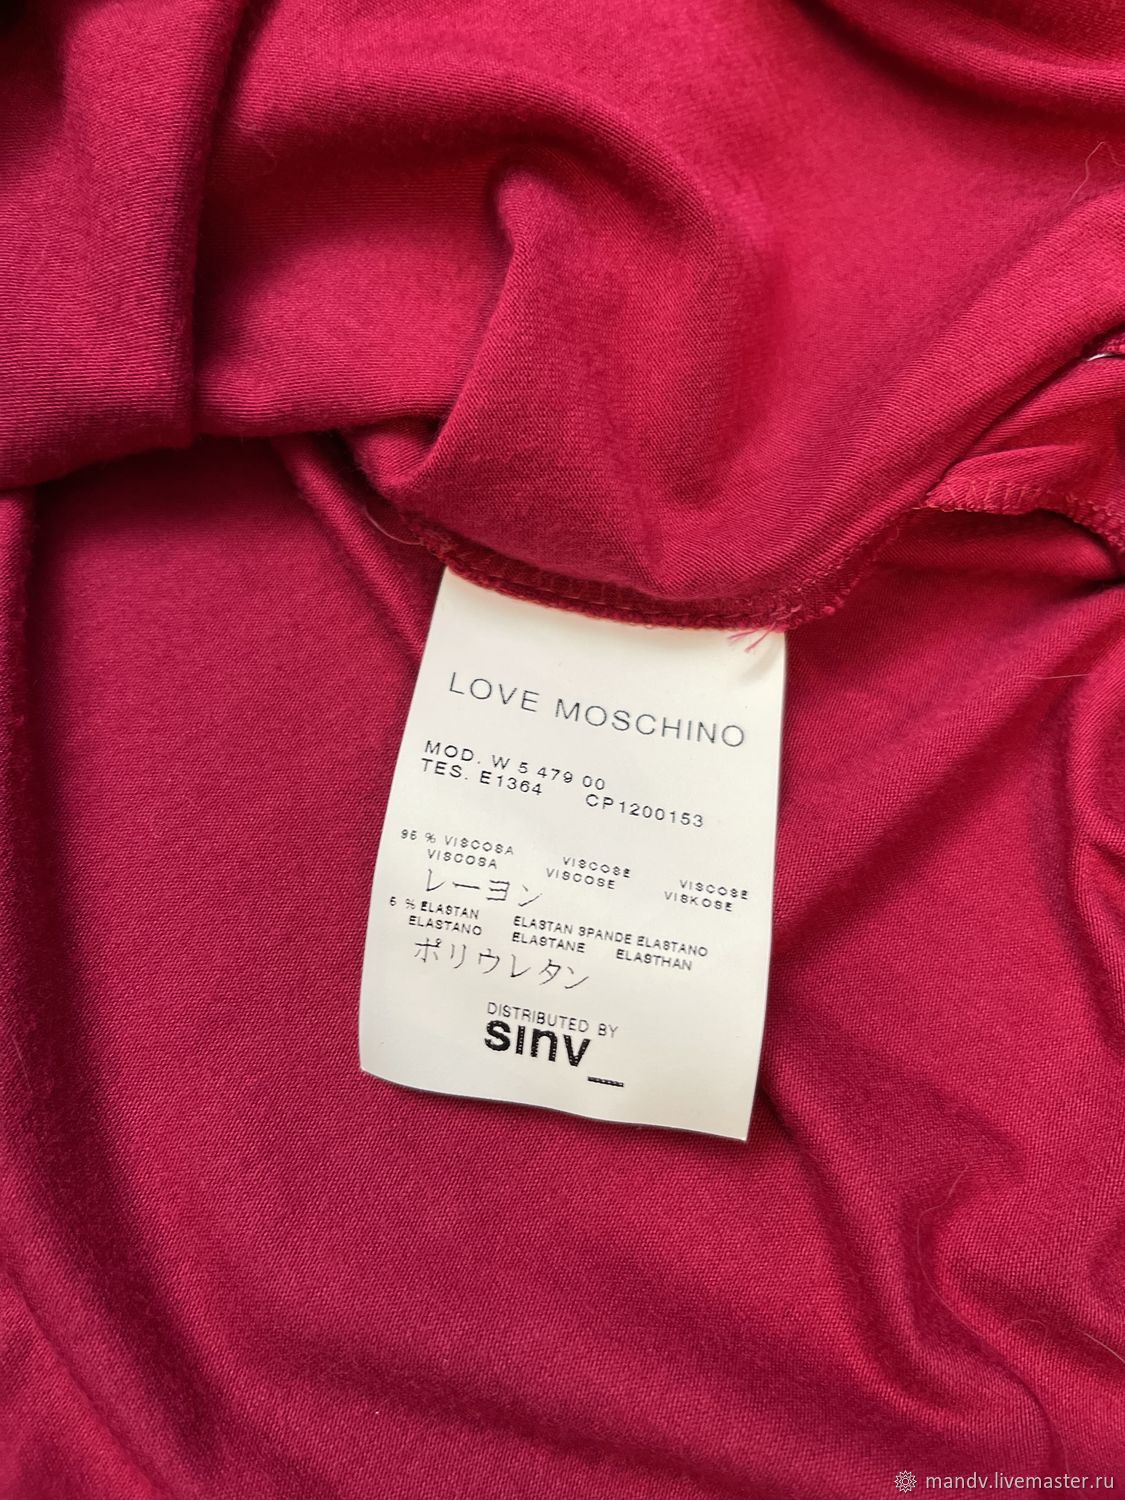 LOVE MOSCHINO
MOD. W 5 479 00
TES. E1364 CP1200153
95 % VISCOSA VISCOSE VISCOSE
VISCOSA VISCOSE VISKOSE
レーヨン
5 % ELASTAN ELASTAN SPANDE ELASTANO
ELASTANO ELASTANE ELASTHAN
ポリウレタン
DISTRIBUTED BY
sınv_
mandv.livemaster.ru